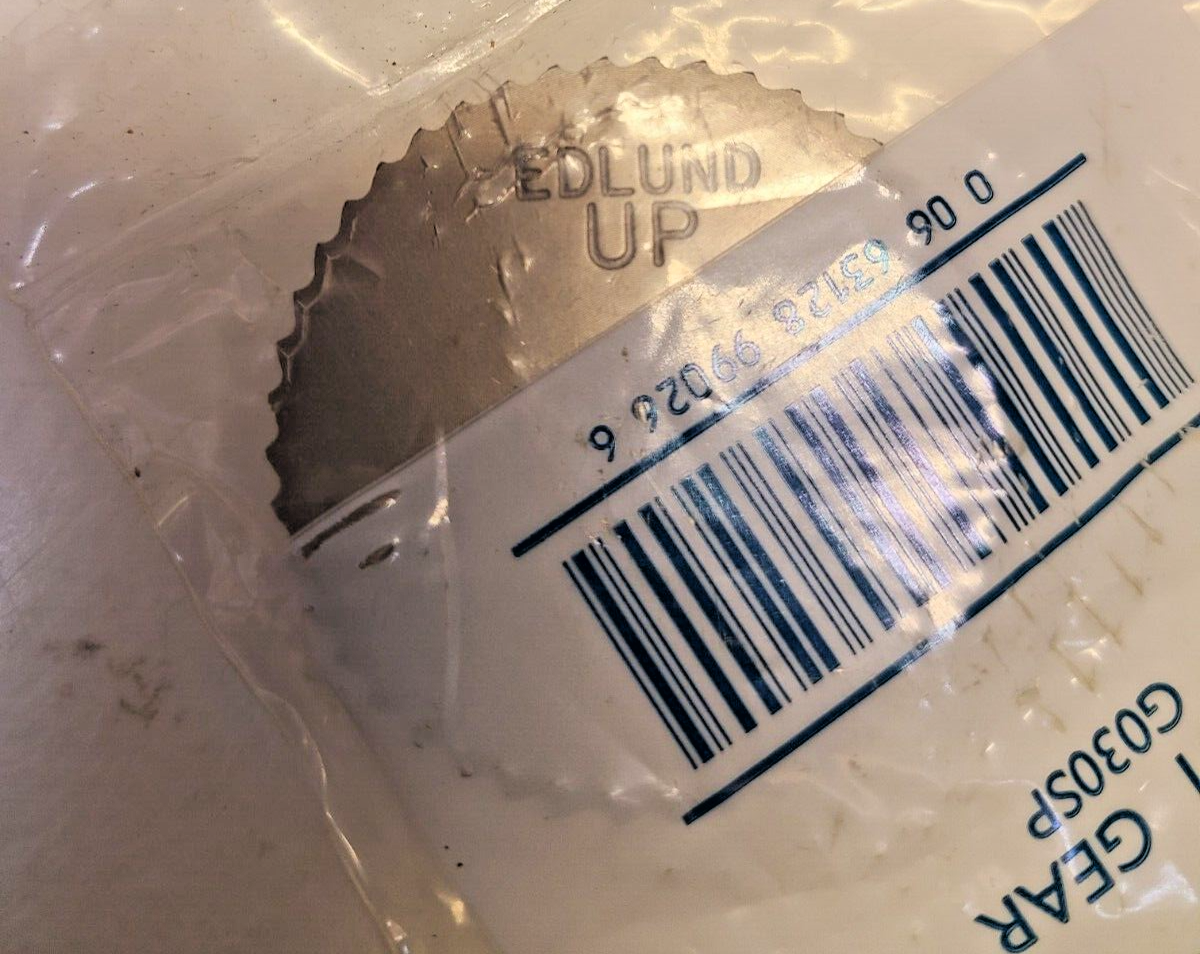 EDLUND
UP
0 06 63128 99026 6
G030SP
GEAR